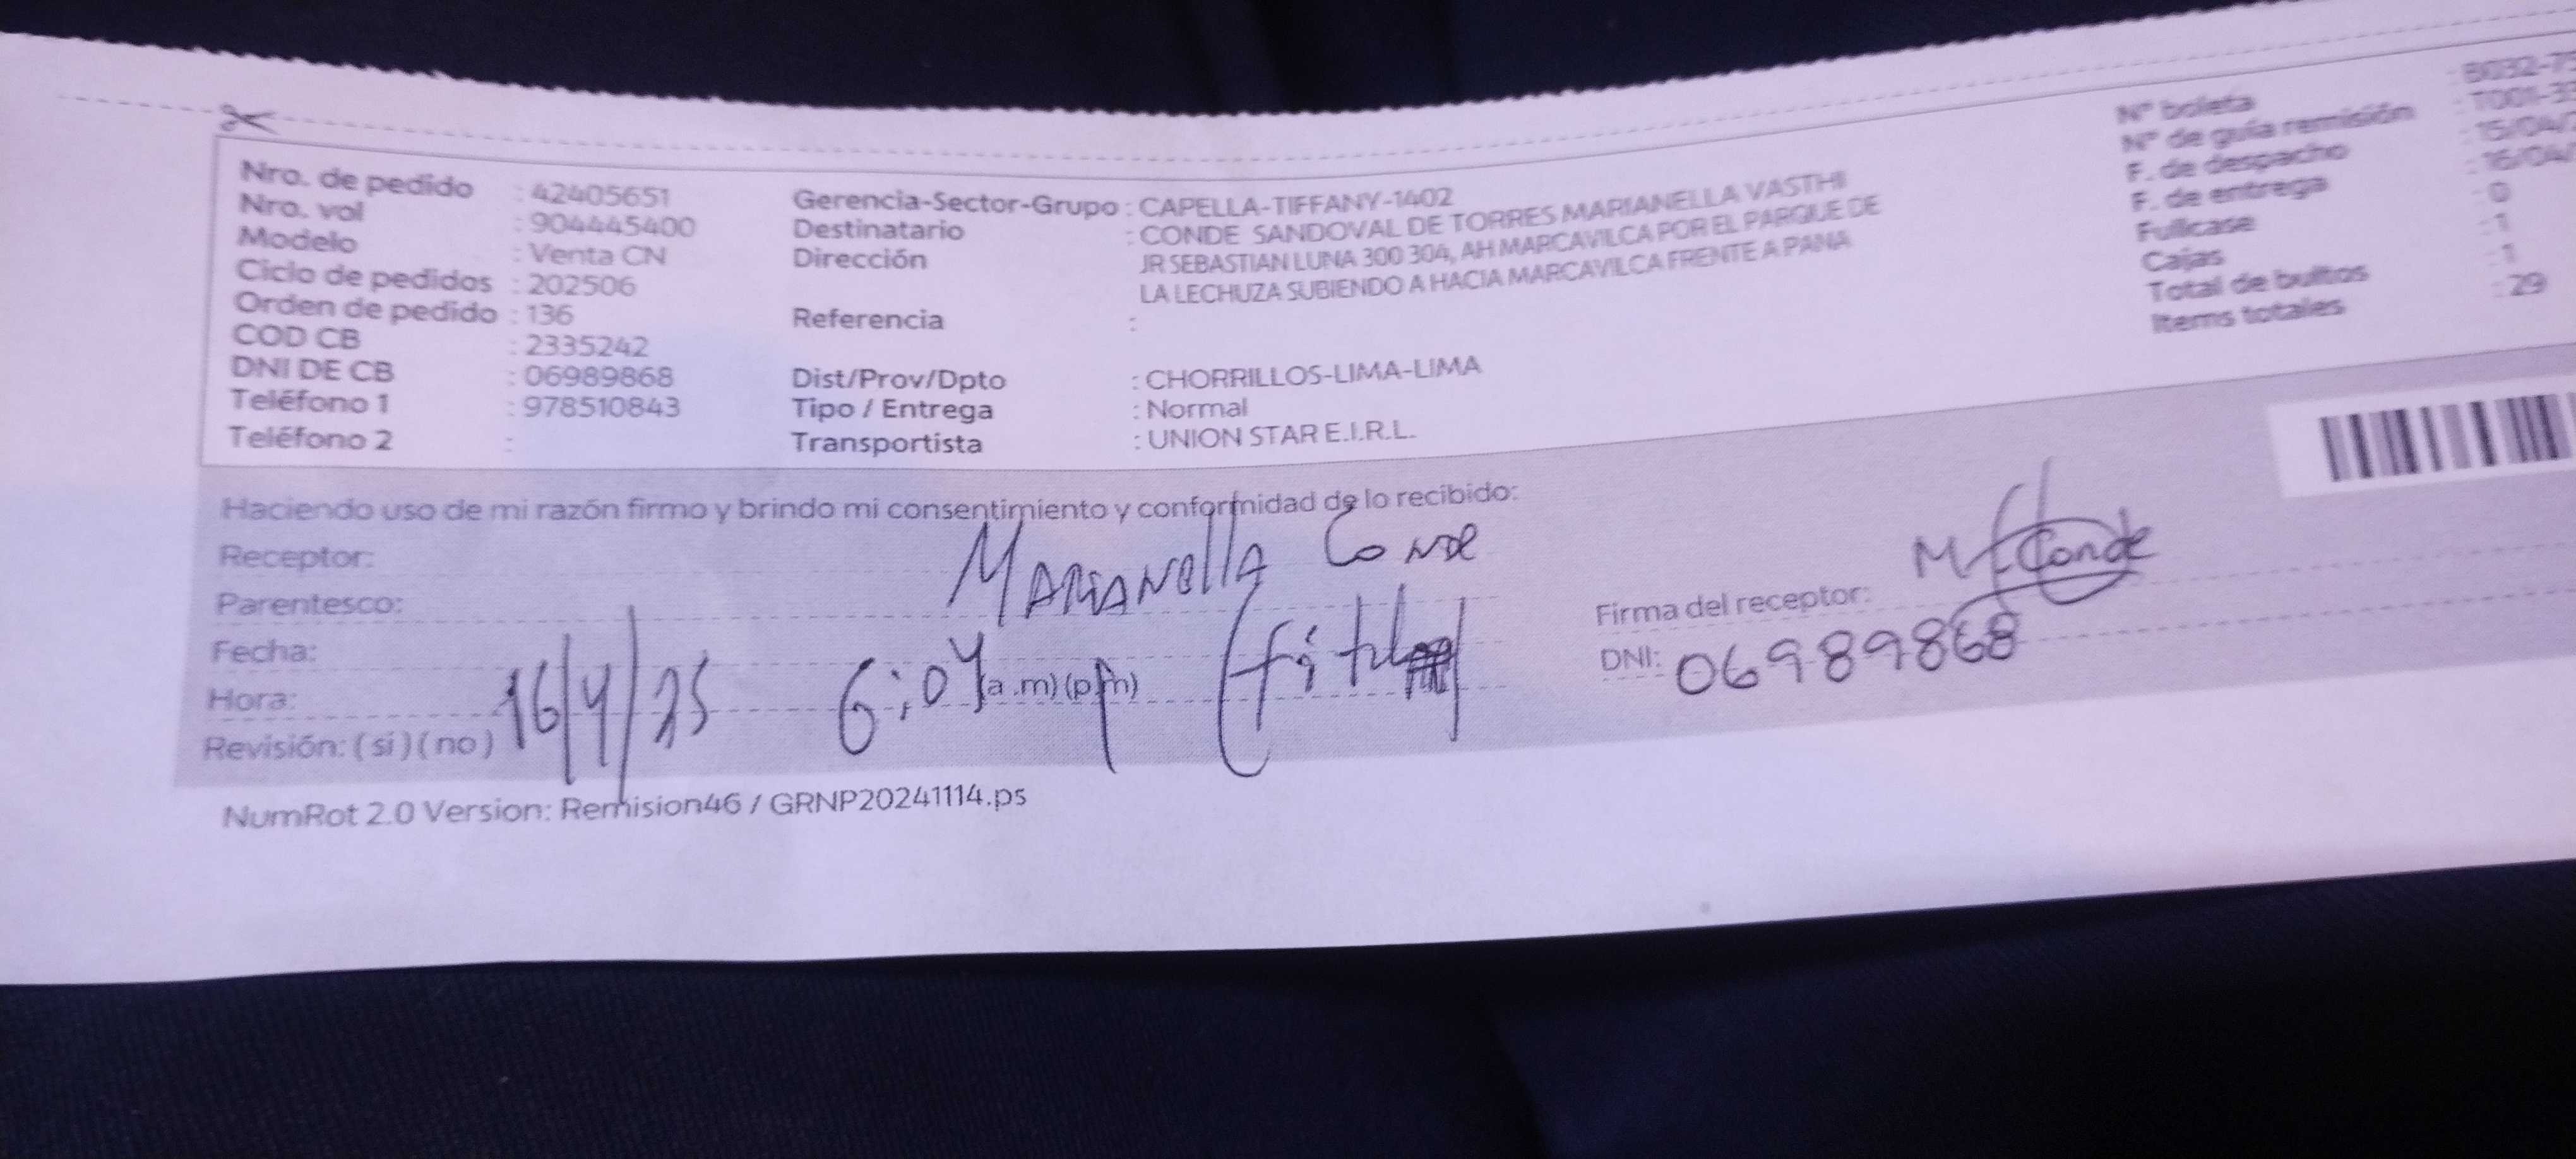 Nro. de pedido : 42405651
Nro. vol : 904445400
Modelo : Venta CN
Ciclo de pedidos : 202506
Orden de pedido : 136
COD CB : 2335242
DNI DE CB : 06989868
Teléfono 1 : 978510843
Teléfono 2 :
Gerencia-Sector-Grupo : CAPELLA-TIFFANY-1402
Destinatario : CONDE SANDOVAL DE TORRES MARIANELLA VASTHI
Dirección JR SEBASTIAN LUNA 300 304, AH MARCAVILCA POR EL PARQUE DE
LA LECHUZA SUBIENDO A HACIA MARCAVILCA FRENTE A PANA
Referencia :
Dist/Prov/Dpto : CHORRILLOS-LIMA-LIMA
Tipo / Entrega : Normal
Transportista : UNION STAR E.I.R.L.
N° boleta : B032-75
N° de guía remisión : T001-33
F. de despacho : 15/04/
F. de entrega : 16/04/
Fullcase : 0
Cajas : 1
Total de bultos : 1
Items totales : 29
Haciendo uso de mi razón firmo y brindo mi consentimiento y conformidad de lo recibido:
Receptor: MARIANElla Conde
Parentesco:
Fecha:
Hora: 16/4/25 6:04 (a.m) (p.m)
Revisión: (si) (no)
Firma del receptor: M Conde
DNI: 06989868
NumRot 2.0 Version: Remision46 / GRNP20241114.ps